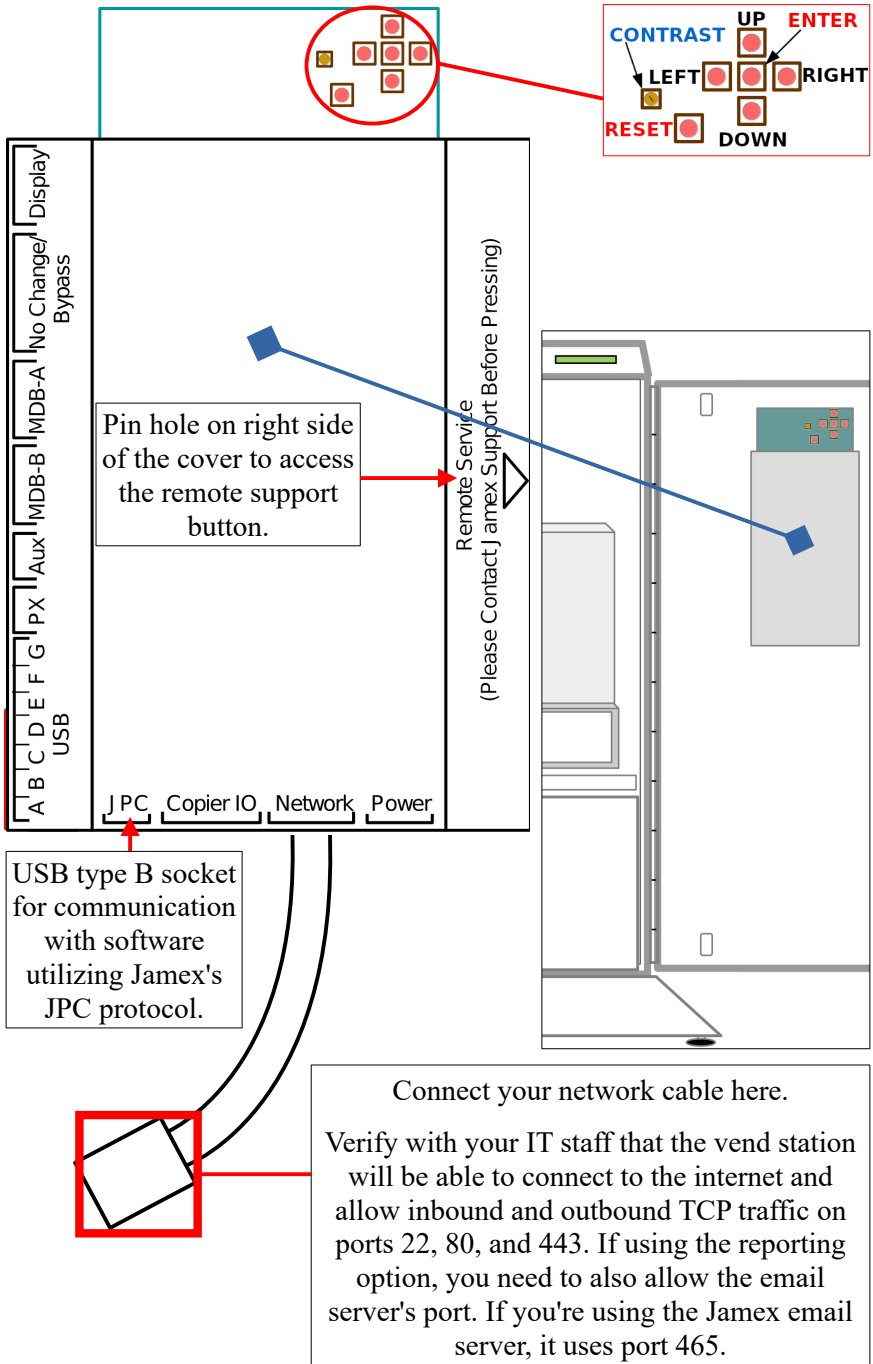 UP
ENTER
CONTRAST
LEFT
RIGHT
RESET
DOWN
Display
No Change/
Bypass
MDB-A
MDB-B
Aux
PX
A B C D E F G
USB
Pin hole on right side
of the cover to access
the remote support
button.
Remote Service
(Please Contact Jamex Support Before Pressing)
JPC
Copier IO
Network
Power
USB type B socket
for communication
with software
utilizing Jamex's
JPC protocol.
Connect your network cable here.
Verify with your IT staff that the vend station
will be able to connect to the internet and
allow inbound and outbound TCP traffic on
ports 22, 80, and 443. If using the reporting
option, you need to also allow the email
server's port. If you're using the Jamex email
server, it uses port 465.